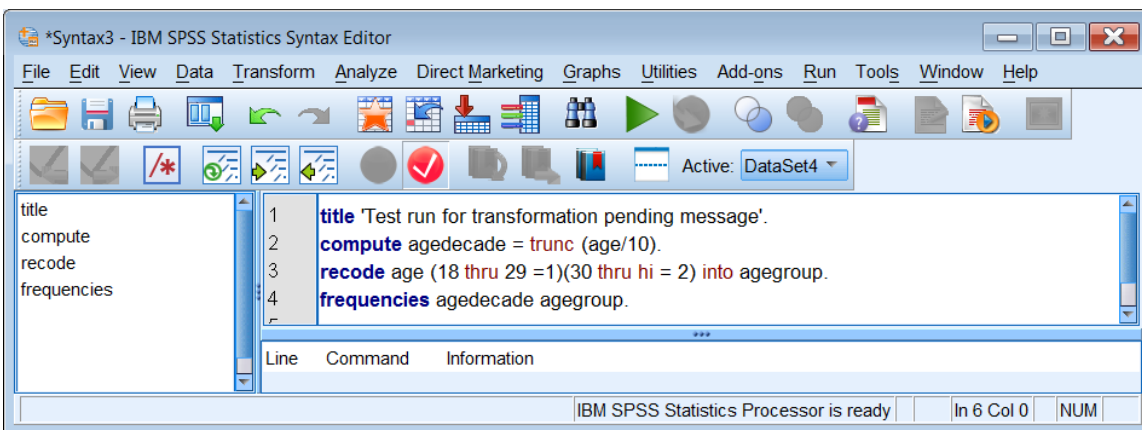 *Syntax3 - IBM SPSS Statistics Syntax Editor
File Edit View Data Transform Analyze Direct Marketing Graphs Utilities Add-ons Run Tools Window Help
/*
Active: DataSet4
title
compute
recode
frequencies
1 title 'Test run for transformation pending message'.
2 compute agedecade = trunc (age/10).
3 recode age (18 thru 29 =1)(30 thru hi = 2) into agegroup.
4 frequencies agedecade agegroup.
Line Command Information
IBM SPSS Statistics Processor is ready In 6 Col 0 NUM